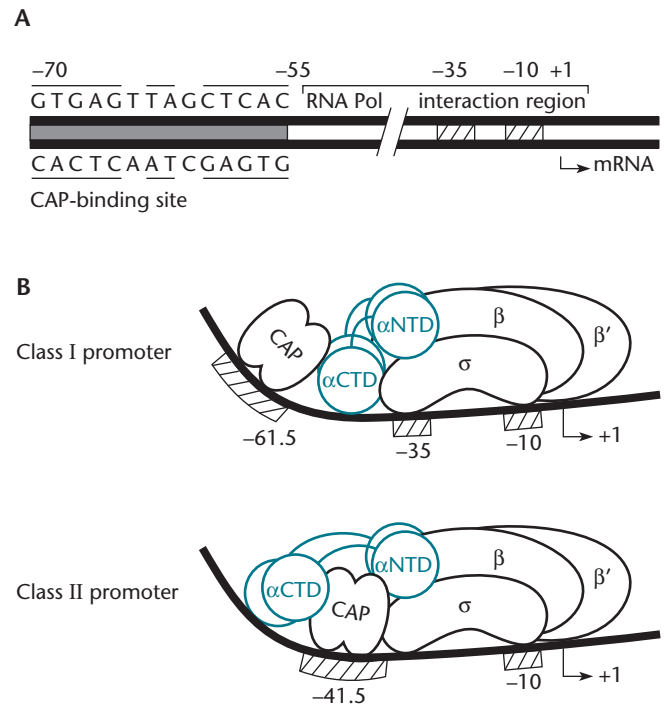 A
–70 –55 –35 –10 +1
GTGAGTTAGCTCAC RNA Pol interaction region
CACTCAATCGAGTG mRNA
CAP-binding site
B
Class I promoter
CAP αNTD αCTD β β′ σ
–61.5 –35 –10 +1
Class II promoter
αCTD CAP αNTD β β′ σ
–41.5 –10 +1